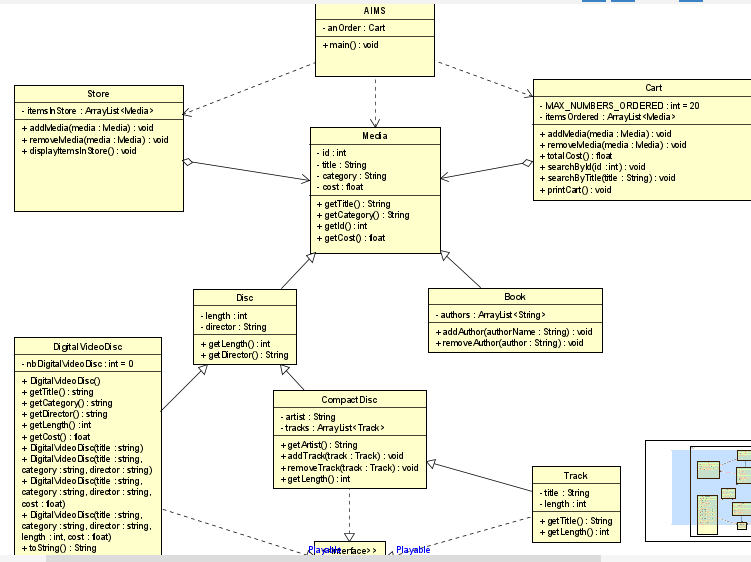 AIMS
- anOrder : Cart
+ main() : void
Store
- itemsInStore : ArrayList<Media>
+ addMedia(media : Media) : void
+ removeMedia(media : Media) : void
+ displayItemsInStore() : void
Cart
- MAX_NUMBERS_ORDERED : int = 20
- itemsOrdered : ArrayList<Media>
+ addMedia(media : Media) : void
+ removeMedia(media : Media) : void
+ totalCost() : float
+ searchById(id : int) : void
+ searchByTitle(title : String) : void
+ printCart() : void
Media
- id : int
- title : String
- category : String
- cost : float
+ getTitle() : String
+ getCategory() : String
+ getId() : int
+ getCost() : float
Disc
- length : int
- director : String
+ getLength() : int
+ getDirector() : String
Book
- authors : ArrayList<String>
+ addAuthor(authorName : String) : void
+ removeAuthor(author : String) : void
DigitalVideoDisc
- nbDigitalVideoDisc : int = 0
+ DigitalVideoDisc()
+ getTitle() : string
+ getCategory() : string
+ getDirector() : string
+ getLength() : int
+ getCost() : float
+ DigitalVideoDisc(title : string)
+ DigitalVideoDisc(title : string,
category : string, director : string)
+ DigitalVideoDisc(title : string,
category : string, director : string,
cost : float)
+ DigitalVideoDisc(title : string,
category : string, director : string,
length : int, cost : float)
+ toString() : String
CompactDisc
- artist : String
- tracks : ArrayList<Track>
+ getArtist() : String
+ addTrack(track : Track) : void
+ removeTrack(track : Track) : void
+ getLength() : int
Track
- title : String
- length : int
+ getTitle() : String
+ getLength() : int
Playable
Interface>>
Playable